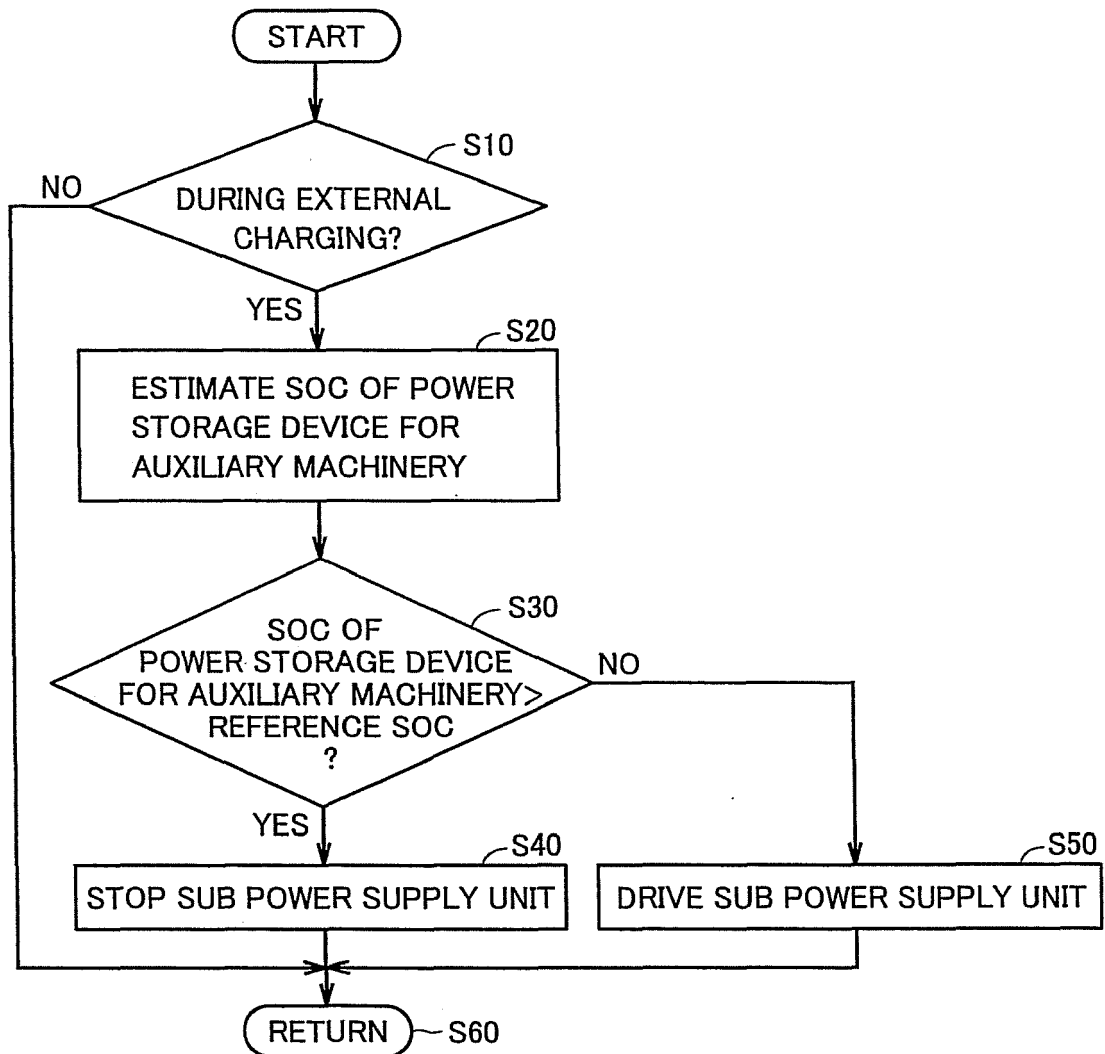 START
S10
NO
DURING EXTERNAL
CHARGING?
YES
S20
ESTIMATE SOC OF POWER
STORAGE DEVICE FOR
AUXILIARY MACHINERY
S30
SOC OF
POWER STORAGE DEVICE
FOR AUXILIARY MACHINERY>
REFERENCE SOC
?
NO
YES
S40
STOP SUB POWER SUPPLY UNIT
S50
DRIVE SUB POWER SUPPLY UNIT
RETURN
S60